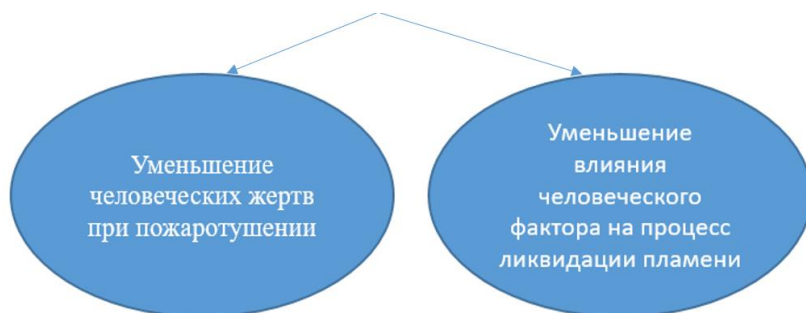 Уменьшение
человеческих жертв
при пожаротушении
Уменьшение
влияния
человеческого
фактора на процесс
ликвидации пламени